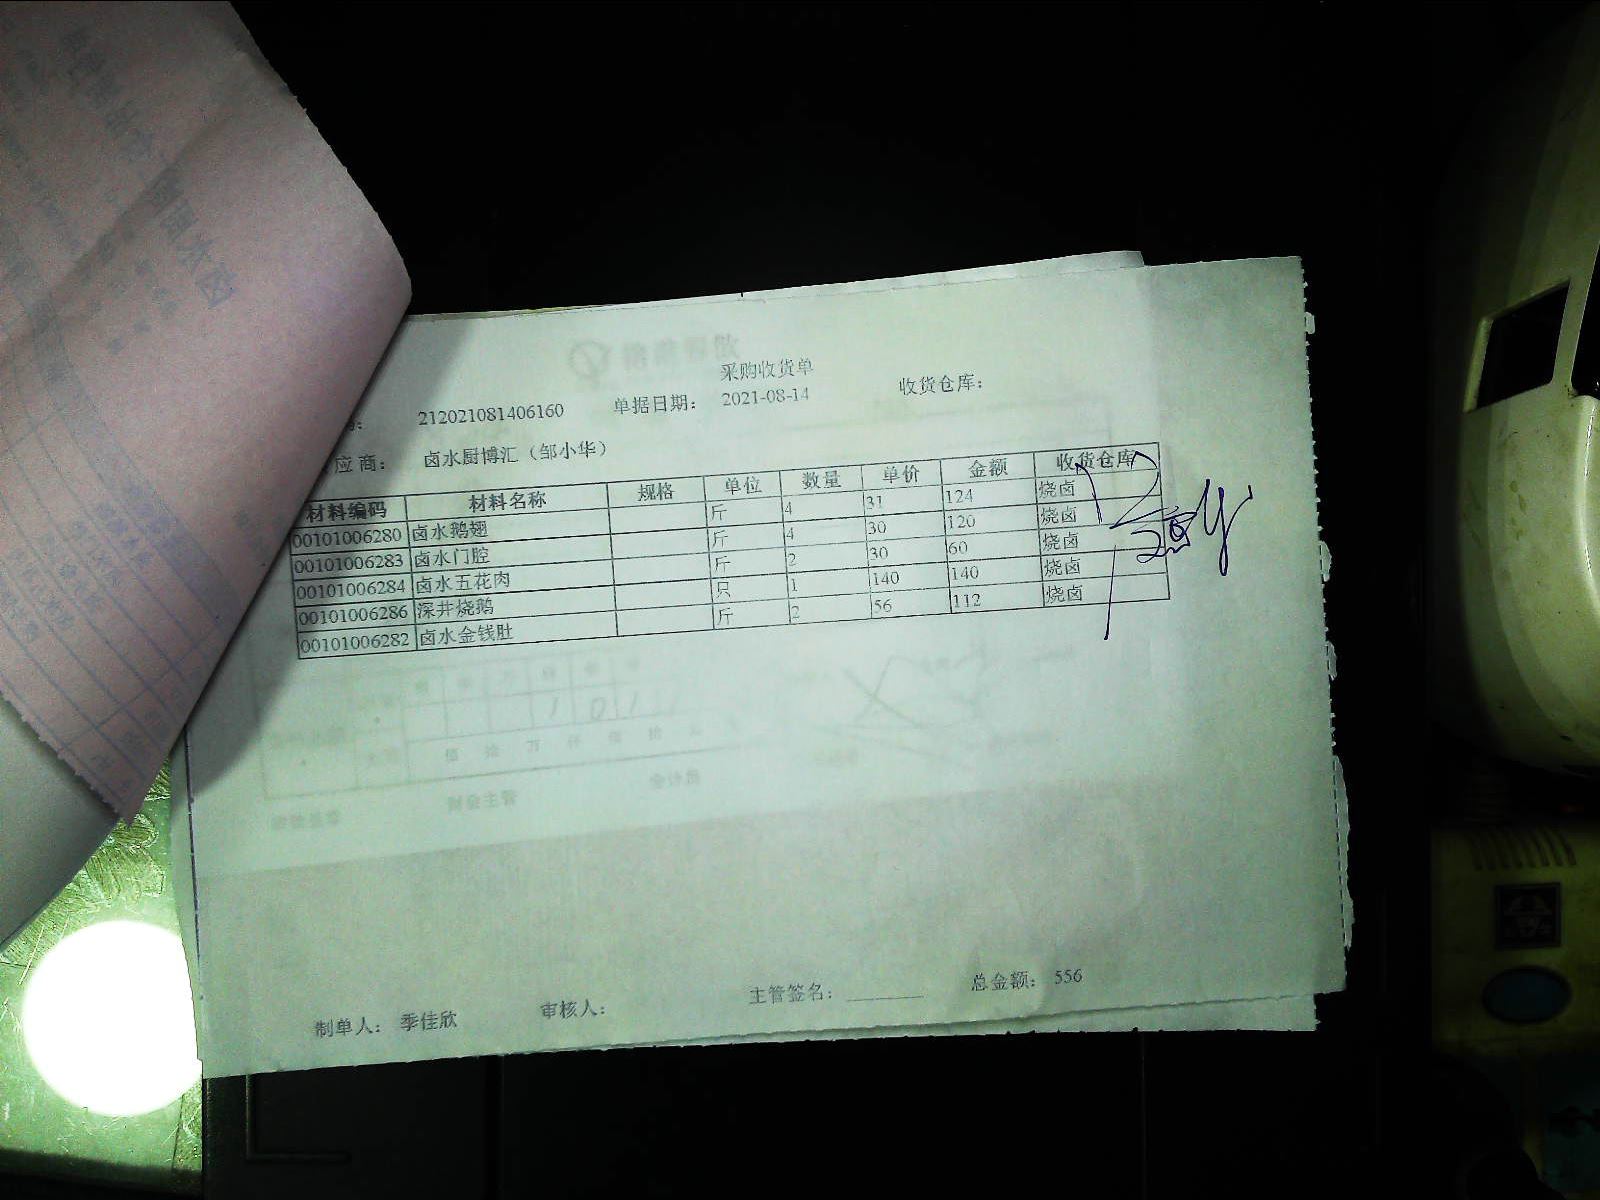 采购收货单
212021081406160 单据日期: 2021-08-14 收货仓库:
应商: 卤水厨博汇（邹小华）
材料编码 材料名称 规格 单位 数量 单价 金额 收货仓库
00101006280 卤水鹅翅 斤 4 31 124 烧卤
00101006283 卤水门腔 斤 4 30 120 烧卤
00101006284 卤水五花肉 斤 2 30 60 烧卤
00101006286 深井烧鹅 只 1 140 140 烧卤
00101006282 卤水金钱肚 斤 2 56 112 烧卤
制单人: 季佳欣 审核人: 主管签名: 总金额: 556